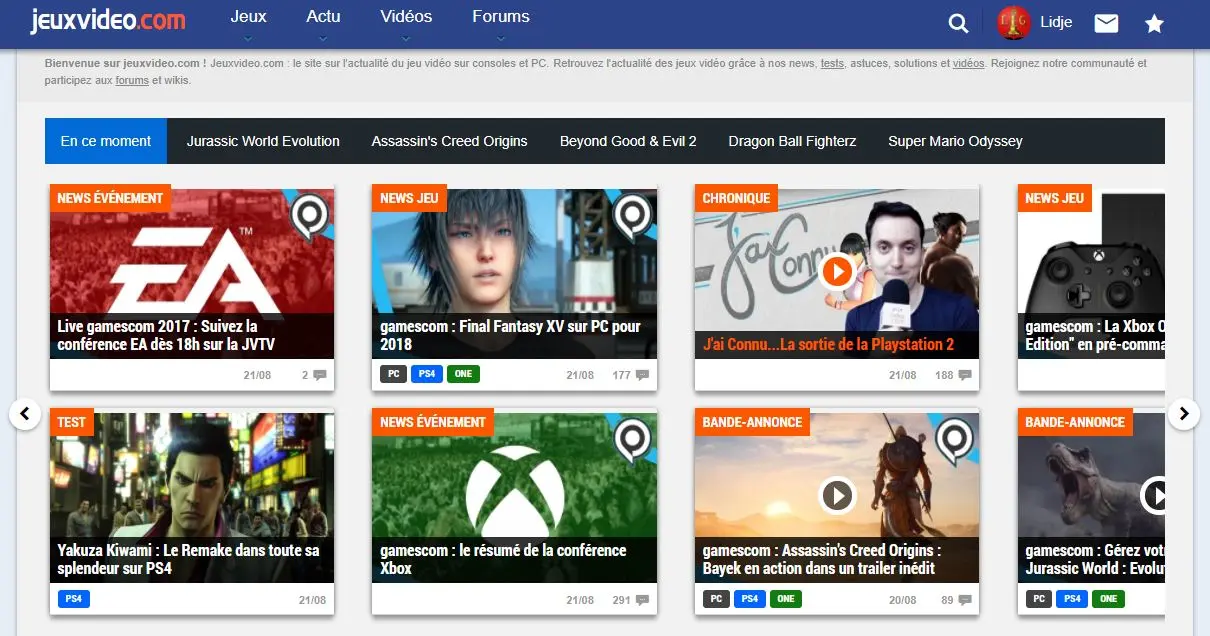 jeuxvideo.com
Jeux Actu Vidéos Forums
Lidje
Bienvenue sur jeuxvideo.com ! Jeuxvideo.com : le site sur l'actualité du jeu vidéo sur consoles et PC. Retrouvez l'actualité des jeux vidéo grâce à nos news, tests, astuces, solutions et vidéos. Rejoignez notre communauté et
participez aux forums et wikis.
En ce moment Jurassic World Evolution Assassin's Creed Origins Beyond Good & Evil 2 Dragon Ball Fighterz Super Mario Odyssey
NEWS ÉVÉNEMENT
EA™
Live gamescom 2017 : Suivez la
conférence EA dès 18h sur la JVTV
21/08 2
NEWS JEU
gamescom : Final Fantasy XV sur PC pour
2018
PC PS4 ONE 21/08 177
CHRONIQUE
J'ai Connu...
J'ai Connu...La sortie de la Playstation 2
21/08 188
NEWS JEU
gamescom : La Xbox O
Edition" en pré-comma
TEST
Yakuza Kiwami : Le Remake dans toute sa
splendeur sur PS4
PS4 21/08
NEWS ÉVÉNEMENT
gamescom : le résumé de la conférence
Xbox
21/08 291
BANDE-ANNONCE
gamescom : Assassin's Creed Origins :
Bayek en action dans un trailer inédit
PC PS4 ONE 20/08 89
BANDE-ANNONCE
gamescom : Gérez vot
Jurassic World : Evolu
PC PS4 ONE